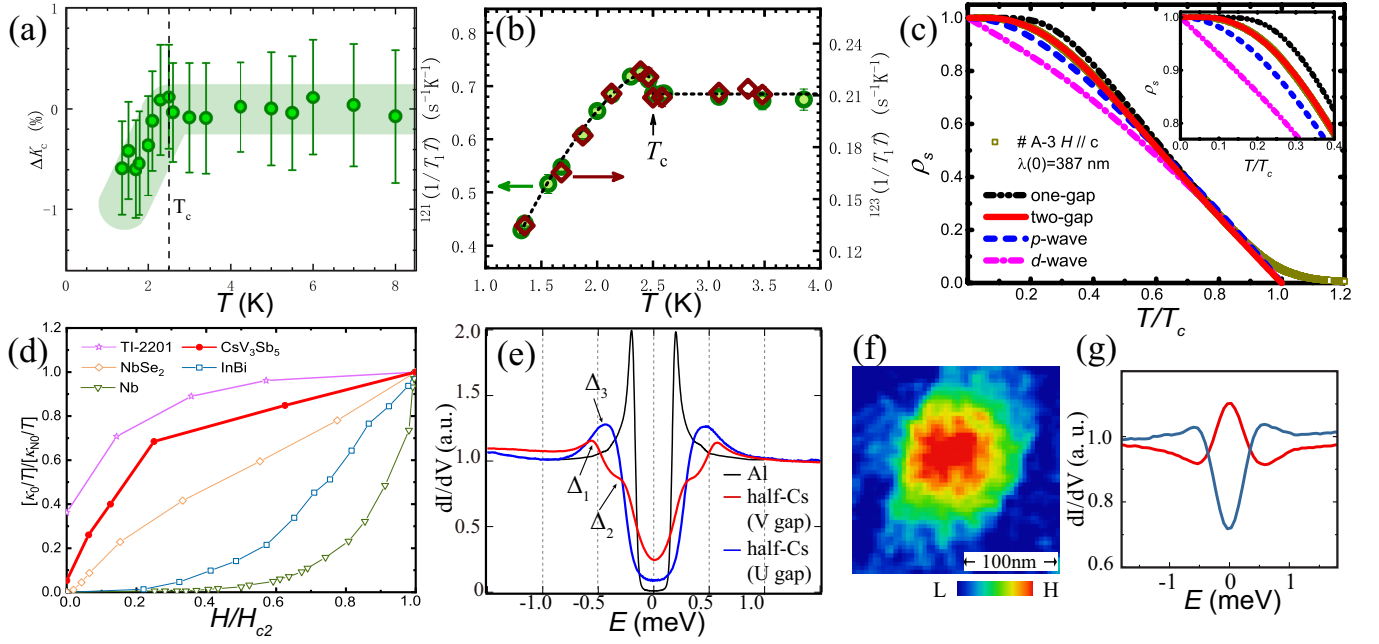 (a)
1
0
−1
ΔK_c (%)
T_c
0
2
4
6
8
T (K)
(b)
0.8
0.7
0.6
0.5
0.4
^121(1/T_1T) (s^−1K^−1)
0.24
0.21
0.18
0.16
0.13
^123(1/T_1T) (s^−1K^−1)
T_c
1.0
1.5
2.0
2.5
3.0
3.5
4.0
T (K)
(c)
1.0
0.8
0.6
0.4
0.2
0.0
ρ_s
1.0
0.9
0.8
ρ_s
0.0 0.1 0.2 0.3 0.4
T/T_c
# A-3 H // c
λ(0)=387 nm
one-gap
two-gap
p-wave
d-wave
0.2 0.4 0.6 0.8 1.0 1.2
T/T_c
(d)
1.0
0.8
0.6
0.4
0.2
0.0
[κ_0/T]/[κ_N0/T]
Tl-2201
CsV_3Sb_5
NbSe_2
InBi
Nb
0.0 0.2 0.4 0.6 0.8 1.0
H/H_c2
(e)
2.0
1.5
1.0
0.5
0
dI/dV (a.u.)
Δ_3
Δ_1
Δ_2
Al
half-Cs
(V gap)
half-Cs
(U gap)
-1.0 -0.5 0 0.5 1.0
E (meV)
(f)
100nm
L
H
(g)
1.0
0.8
0.6
dI/dV (a. u.)
-1 0 1
E (meV)